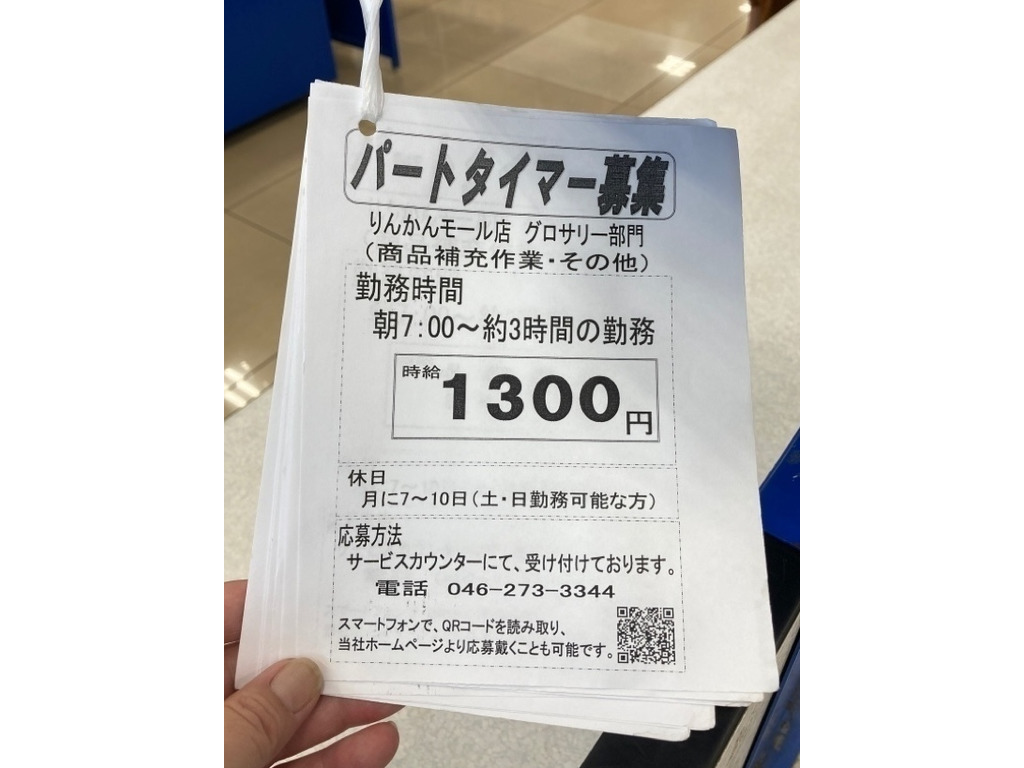 パートタイマー募集
りんかんモール店 グロサリー部門
（商品補充作業・その他）
勤務時間
朝7:00～約3時間の勤務
時給1300円
休日
月に7～10日（土・日勤務可能な方）
応募方法
サービスカウンターにて、受け付けております。
電話 046-273-3344
スマートフォンで、QRコードを読み取り、
当社ホームページより応募戴くことも可能です。